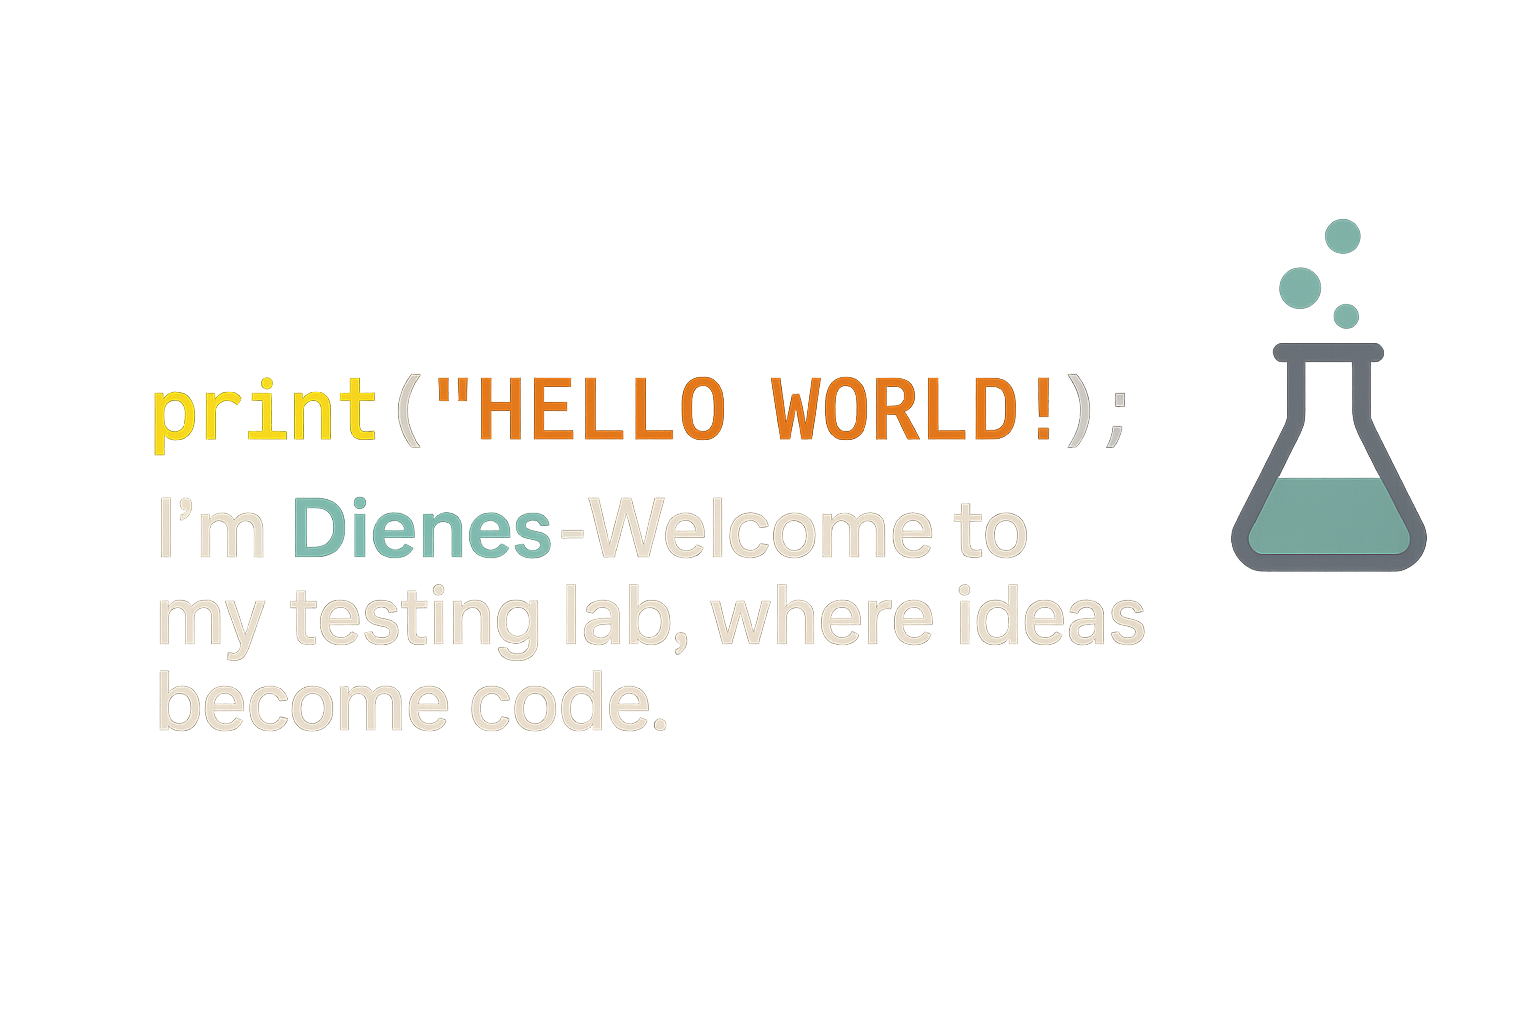 print("HELLO WORLD!);
I’m Dienes-Welcome to
my testing lab, where ideas
become code.